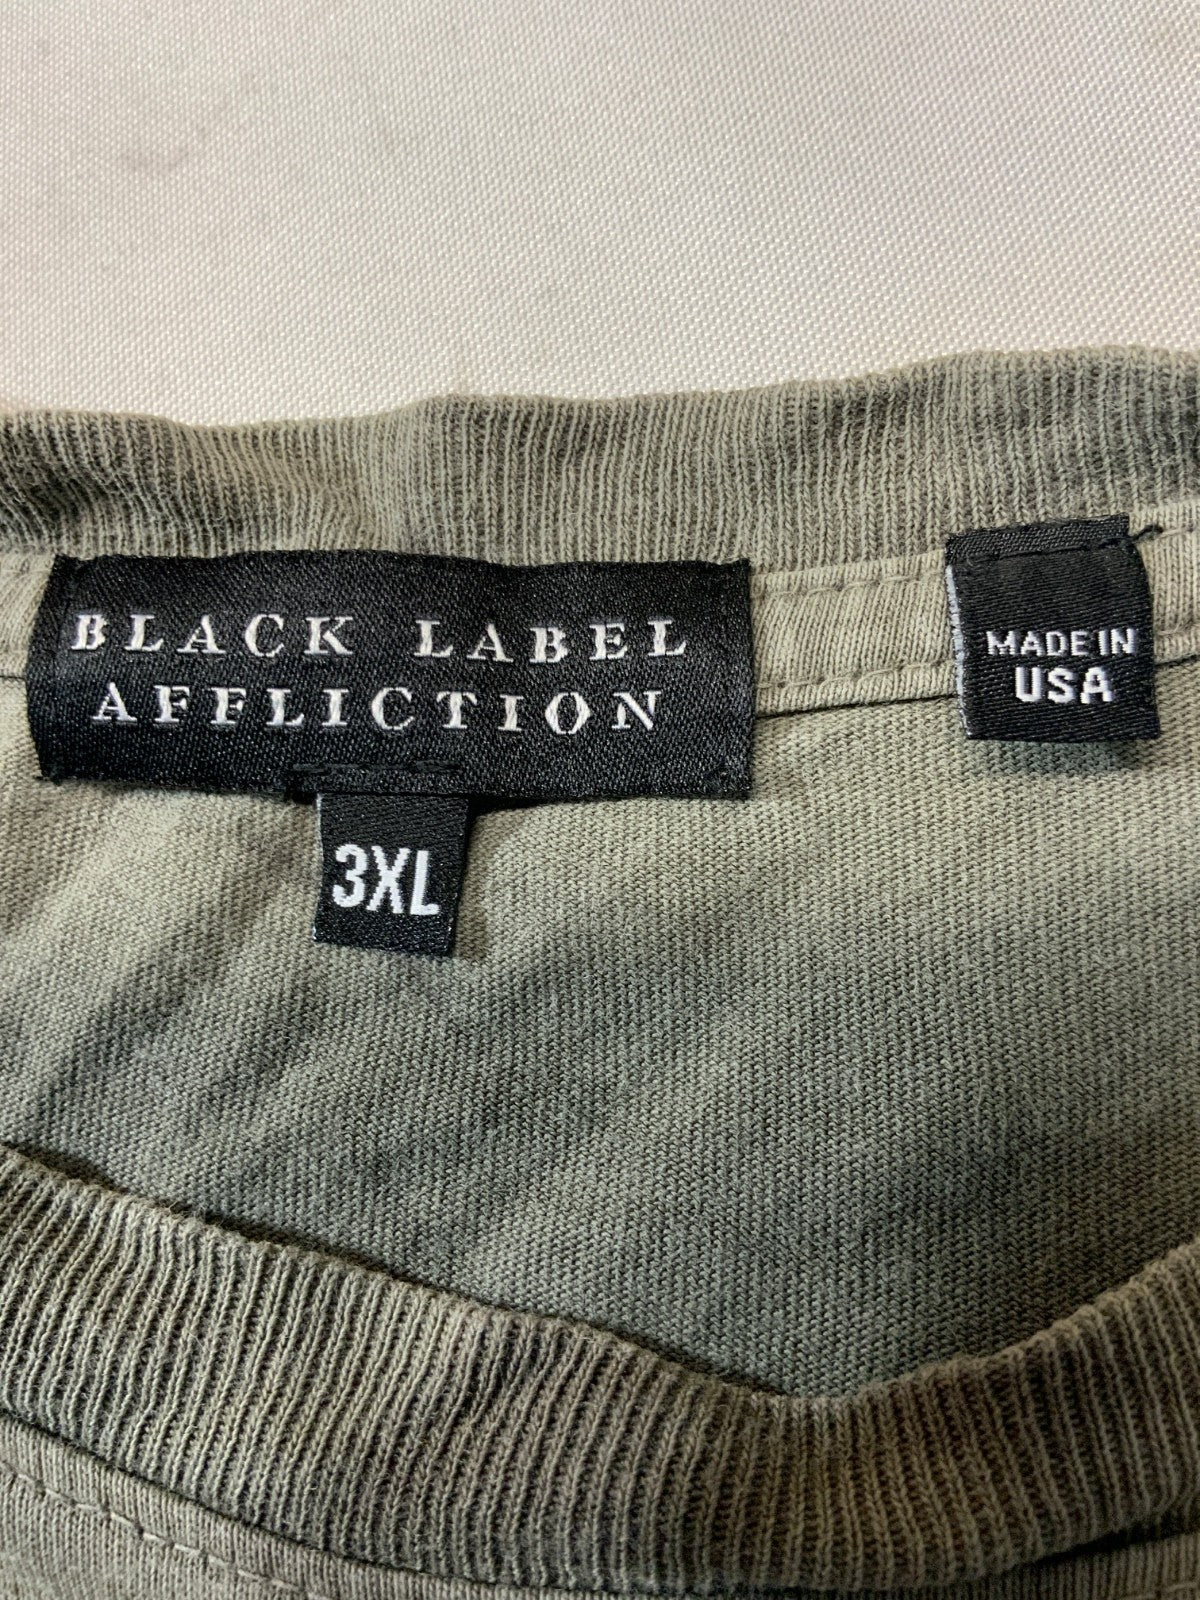 BLACK LABEL
AFFLICTION
3XL
MADE IN
USA